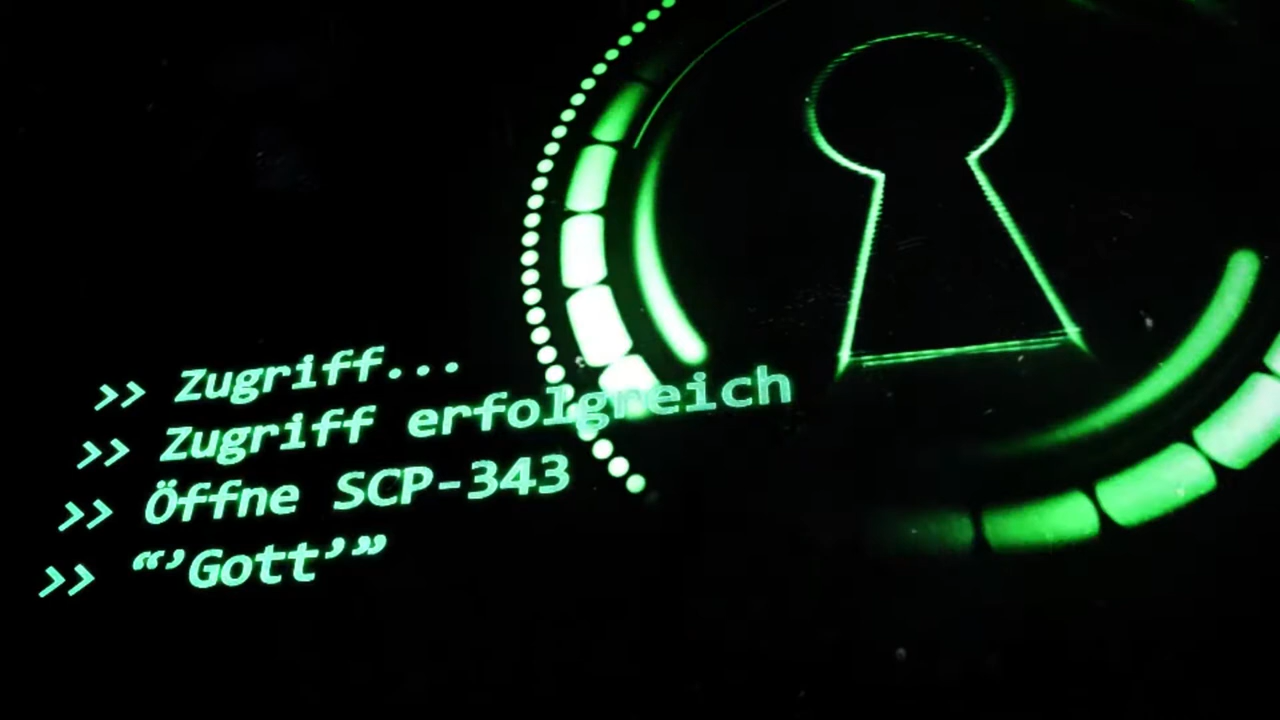 >> Zugriff...
>> Zugriff erfolgreich
>> Öffne SCP-343
>> “’Gott’”